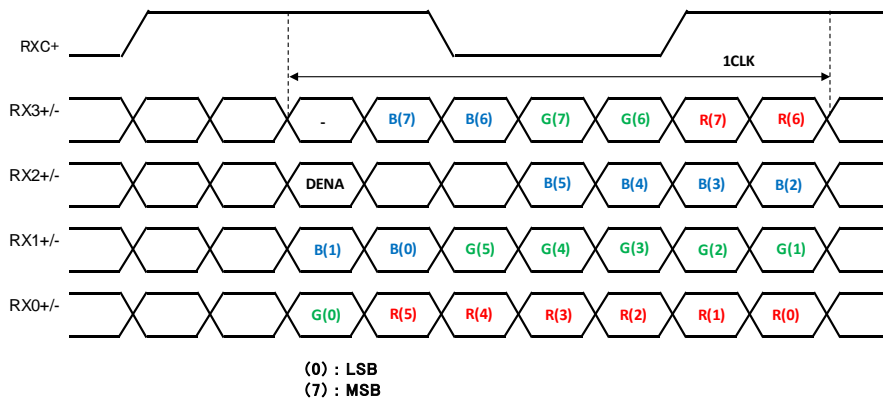 RXC+
1CLK
RX3+/- - B(7) B(6) G(7) G(6) R(7) R(6)
RX2+/- DENA B(5) B(4) B(3) B(2)
RX1+/- B(1) B(0) G(5) G(4) G(3) G(2) G(1)
RX0+/- G(0) R(5) R(4) R(3) R(2) R(1) R(0)
(0) : LSB
(7) : MSB